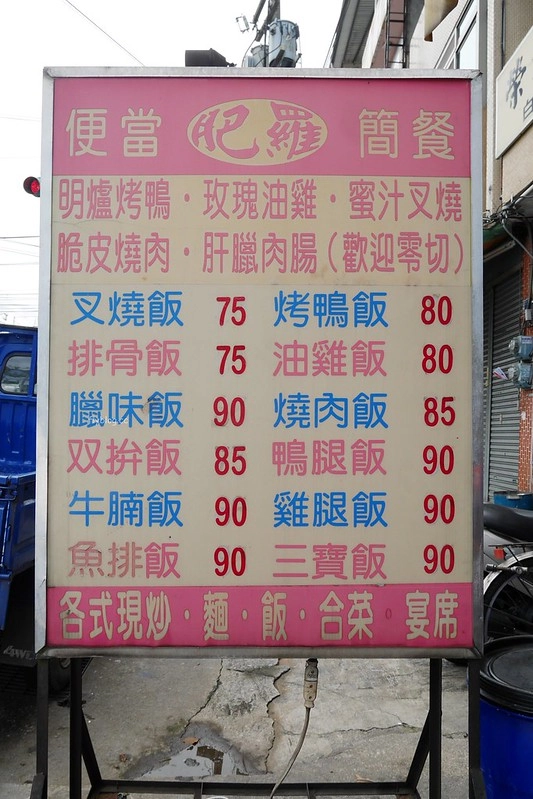 便當 肥羅 簡餐
明爐烤鴨·玫瑰油雞·蜜汁叉燒
脆皮燒肉·肝臘肉腸(歡迎零切)
叉燒飯 75 烤鴨飯 80
排骨飯 75 油雞飯 80
臘味飯 90 燒肉飯 85
双拚飯 85 鴨腿飯 90
牛腩飯 90 雞腿飯 90
魚排飯 90 三寶飯 90
各式現炒·麵·飯·合菜·宴席